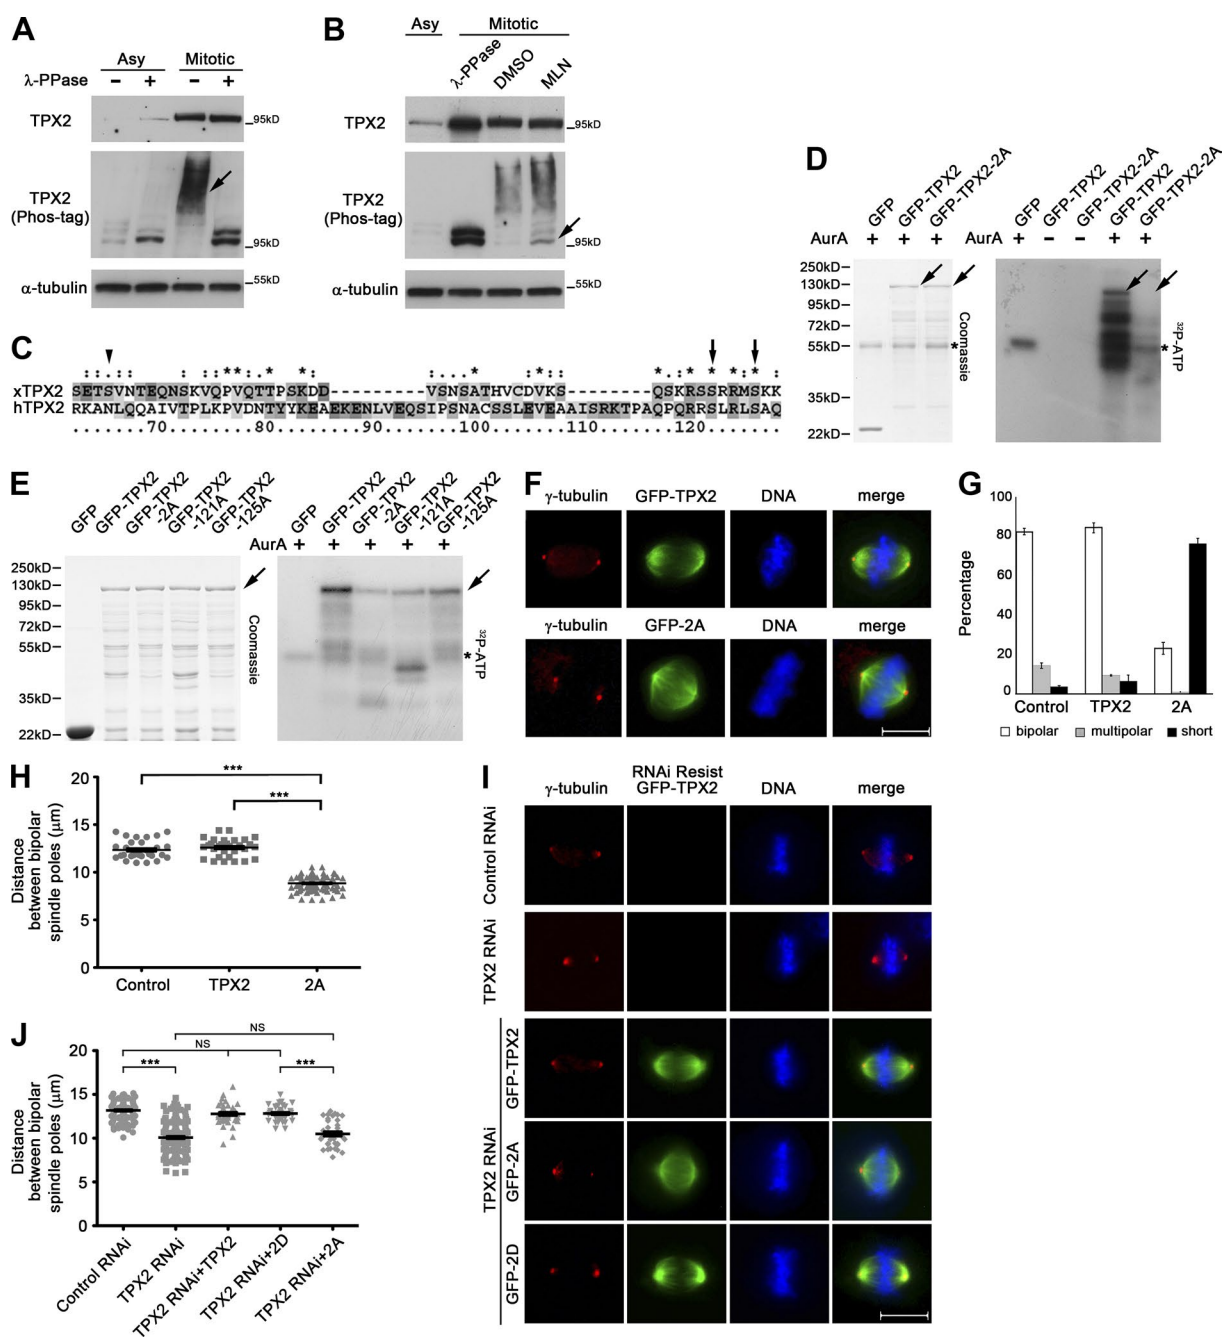 A
Asy Mitotic
λ-PPase − + − +
TPX2
95kD
TPX2
(Phos-tag)
95kD
α-tubulin
55kD
B
Asy Mitotic
λ-PPase DMSO MLN
TPX2
95kD
TPX2
(Phos-tag)
95kD
α-tubulin
55kD
C
xTPX2 SETSVNTEQNSKVQPVQTTPSKDD---------VSNSATHVCDVKS--------QSKRSSRRMSKK
hTPX2 RKANLQQAIVTPLKPVDNTYYKEAEKENLVEQSIPSNACSSLEVEAAISRKTPAQPQRRSLRLSAQ
70 80 90 100 110 120
D
GFP GFP-TPX2 GFP-TPX2-2A
AurA + + +
GFP GFP-TPX2 GFP-TPX2-2A GFP-TPX2 GFP-TPX2-2A
AurA + − − + +
250kD
130kD
95kD
72kD
55kD
35kD
22kD
*
Coomassie
*
32P-ATP
E
GFP GFP-TPX2 GFP-TPX2-2A GFP-TPX2-121A GFP-TPX2-125A
GFP GFP-TPX2 GFP-TPX2-2A GFP-TPX2-121A GFP-TPX2-125A
AurA + + + + +
250kD
130kD
95kD
72kD
55kD
35kD
22kD
Coomassie
*
32P-ATP
F
γ-tubulin GFP-TPX2 DNA merge
γ-tubulin GFP-2A DNA merge
G
Percentage
100
80
60
40
20
0
Control TPX2 2A
bipolar multipolar short
H
Distance
between bipolar
spindle poles (μm)
20
15
10
5
0
***
***
Control TPX2 2A
I
γ-tubulin RNAi Resist GFP-TPX2 DNA merge
Control RNAi
TPX2 RNAi
TPX2 RNAi
GFP-TPX2
GFP-2A
GFP-2D
J
Distance
between bipolar
spindle poles (μm)
20
15
10
5
0
NS
NS
*** ***
Control RNAi
TPX2 RNAi
TPX2 RNAi+TPX2
TPX2 RNAi+2D
TPX2 RNAi+2A